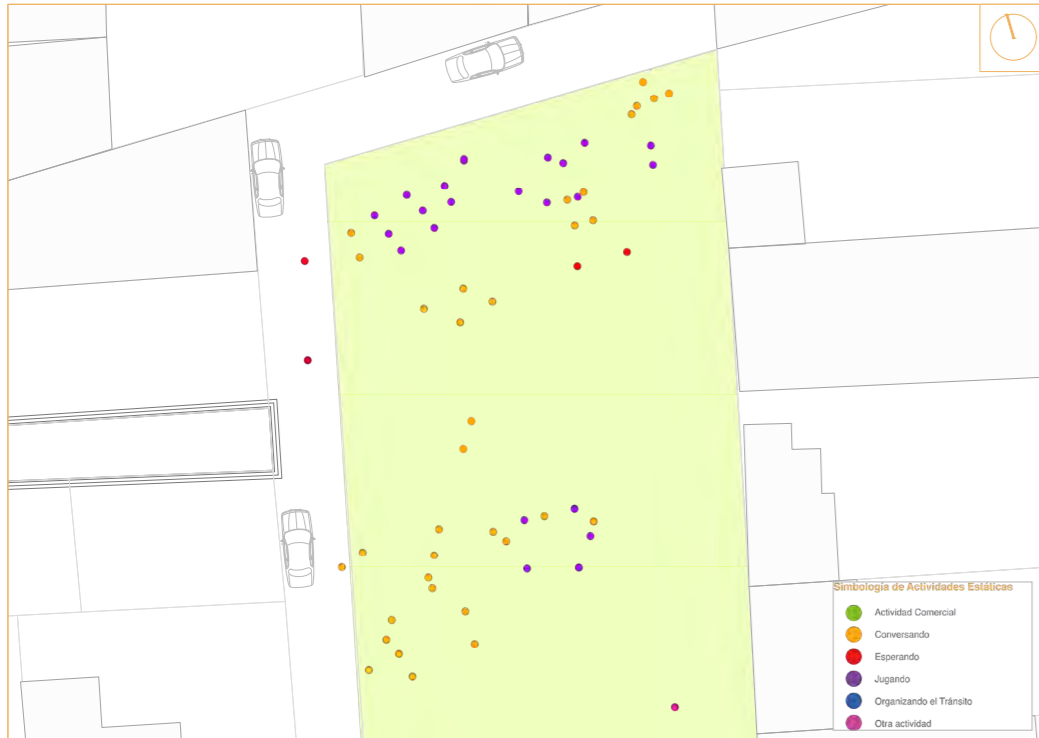 Simbología de Actividades Estáticas
Actividad Comercial
Conversando
Esperando
Jugando
Organizando el Tránsito
Otra actividad